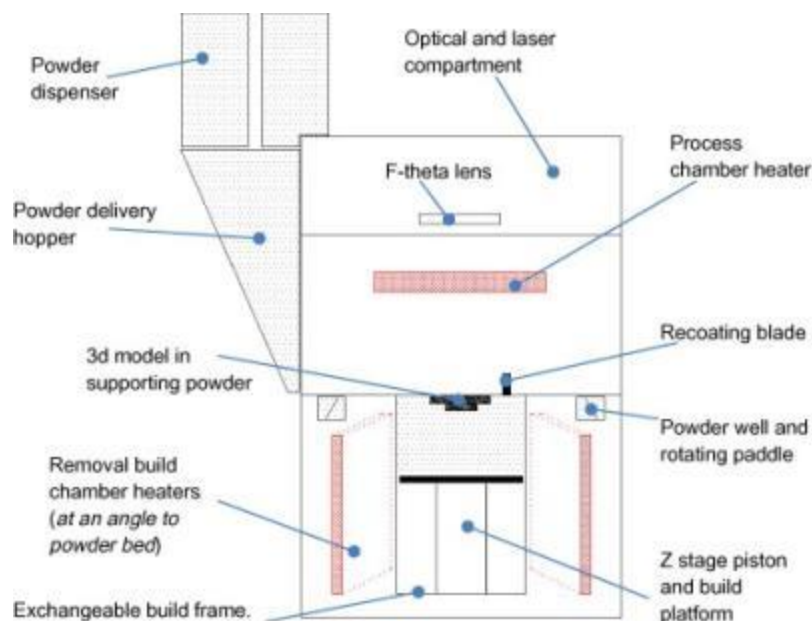 Powder
dispenser
Optical and laser
compartment
Process
chamber heater
F-theta lens
Powder delivery
hopper
Recoating blade
3d model in
supporting powder
Powder well and
rotating paddle
Removal build
chamber heaters
(at an angle to
powder bed)
Z stage piston
and build
platform
Exchangeable build frame.